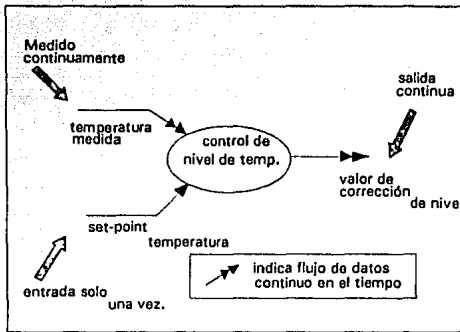 Medido
continuamente
salida
continua
temperatura
medida
control de
nivel de temp.
valor de
corrección
de nive
set-point
temperatura
entrada solo
una vez.
indica flujo de datos
continuo en el tiempo